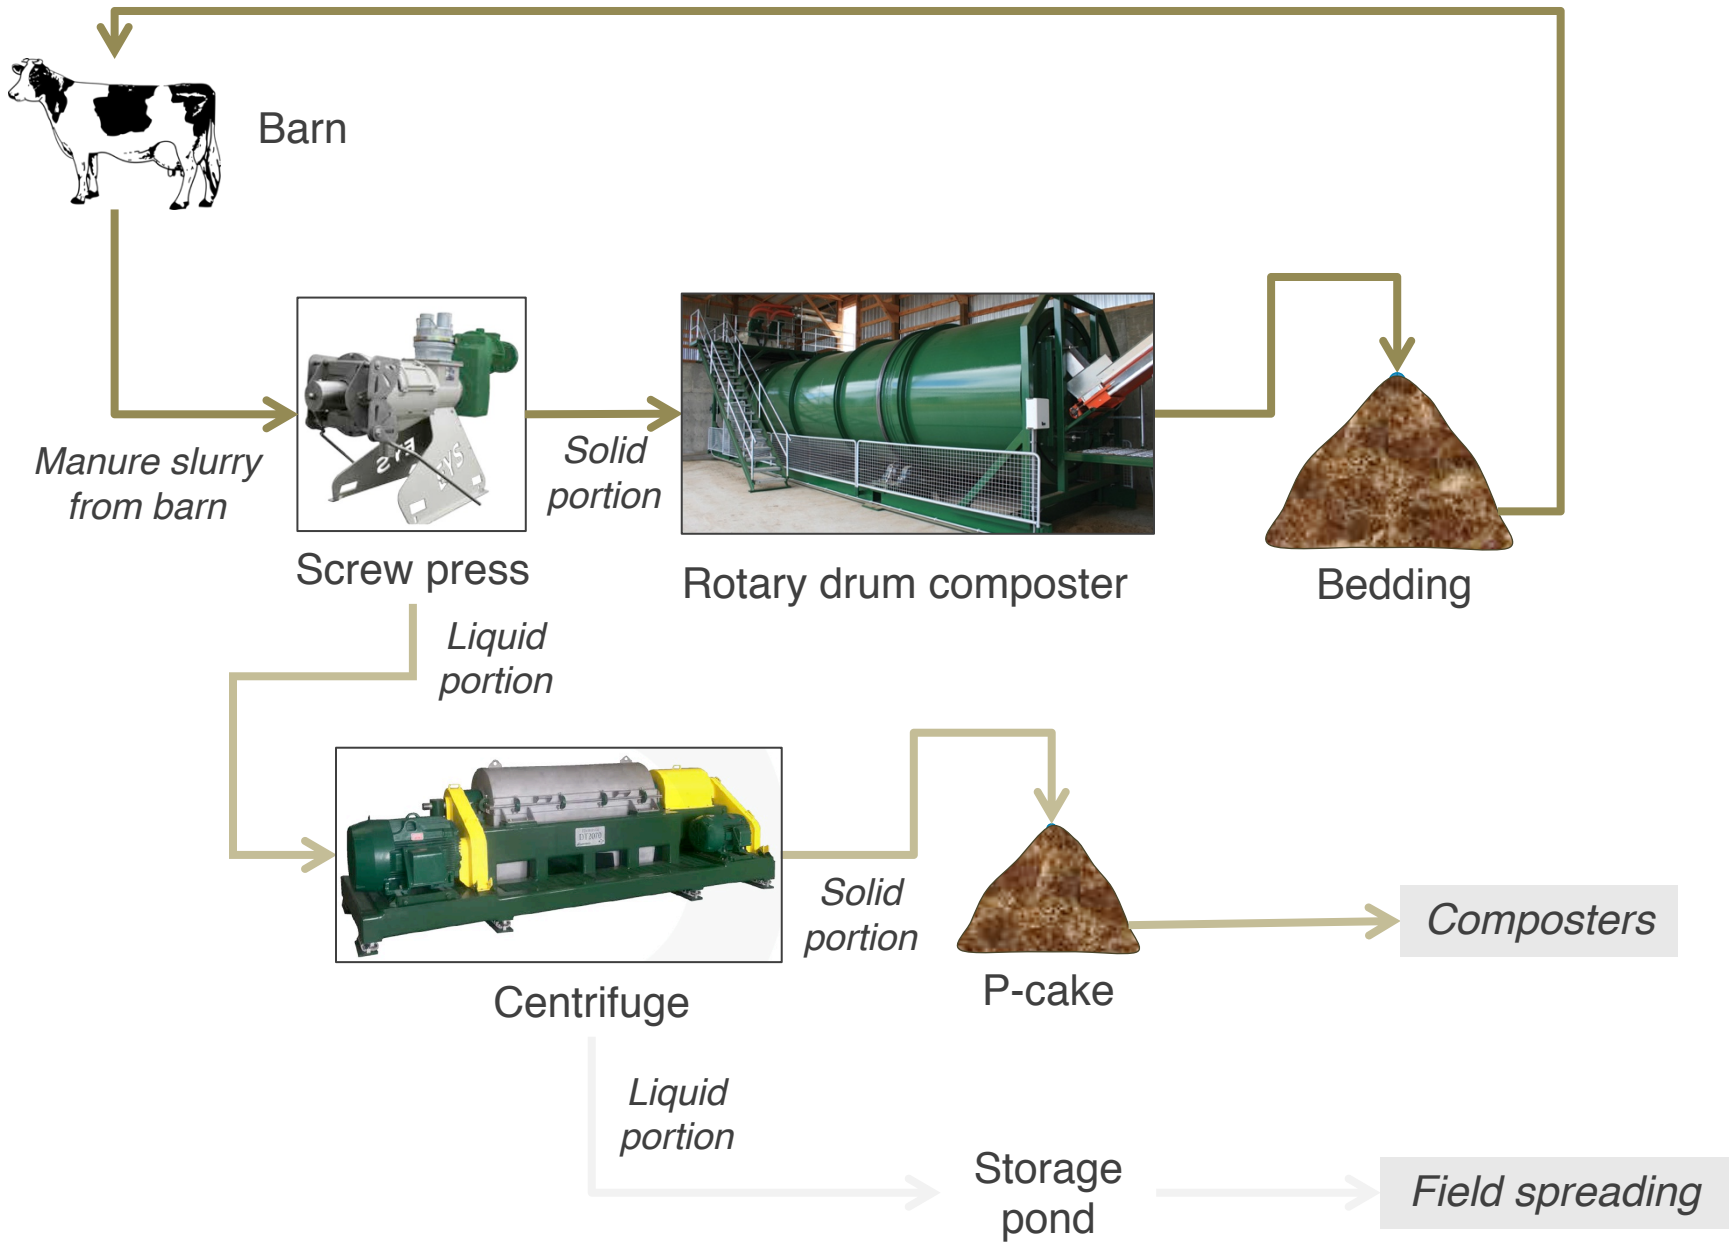 Barn
Manure slurry
from barn
Solid
portion
Screw press
Rotary drum composter
Bedding
Liquid
portion
Solid
portion
Composters
Centrifuge
P-cake
Liquid
portion
Storage
pond
Field spreading